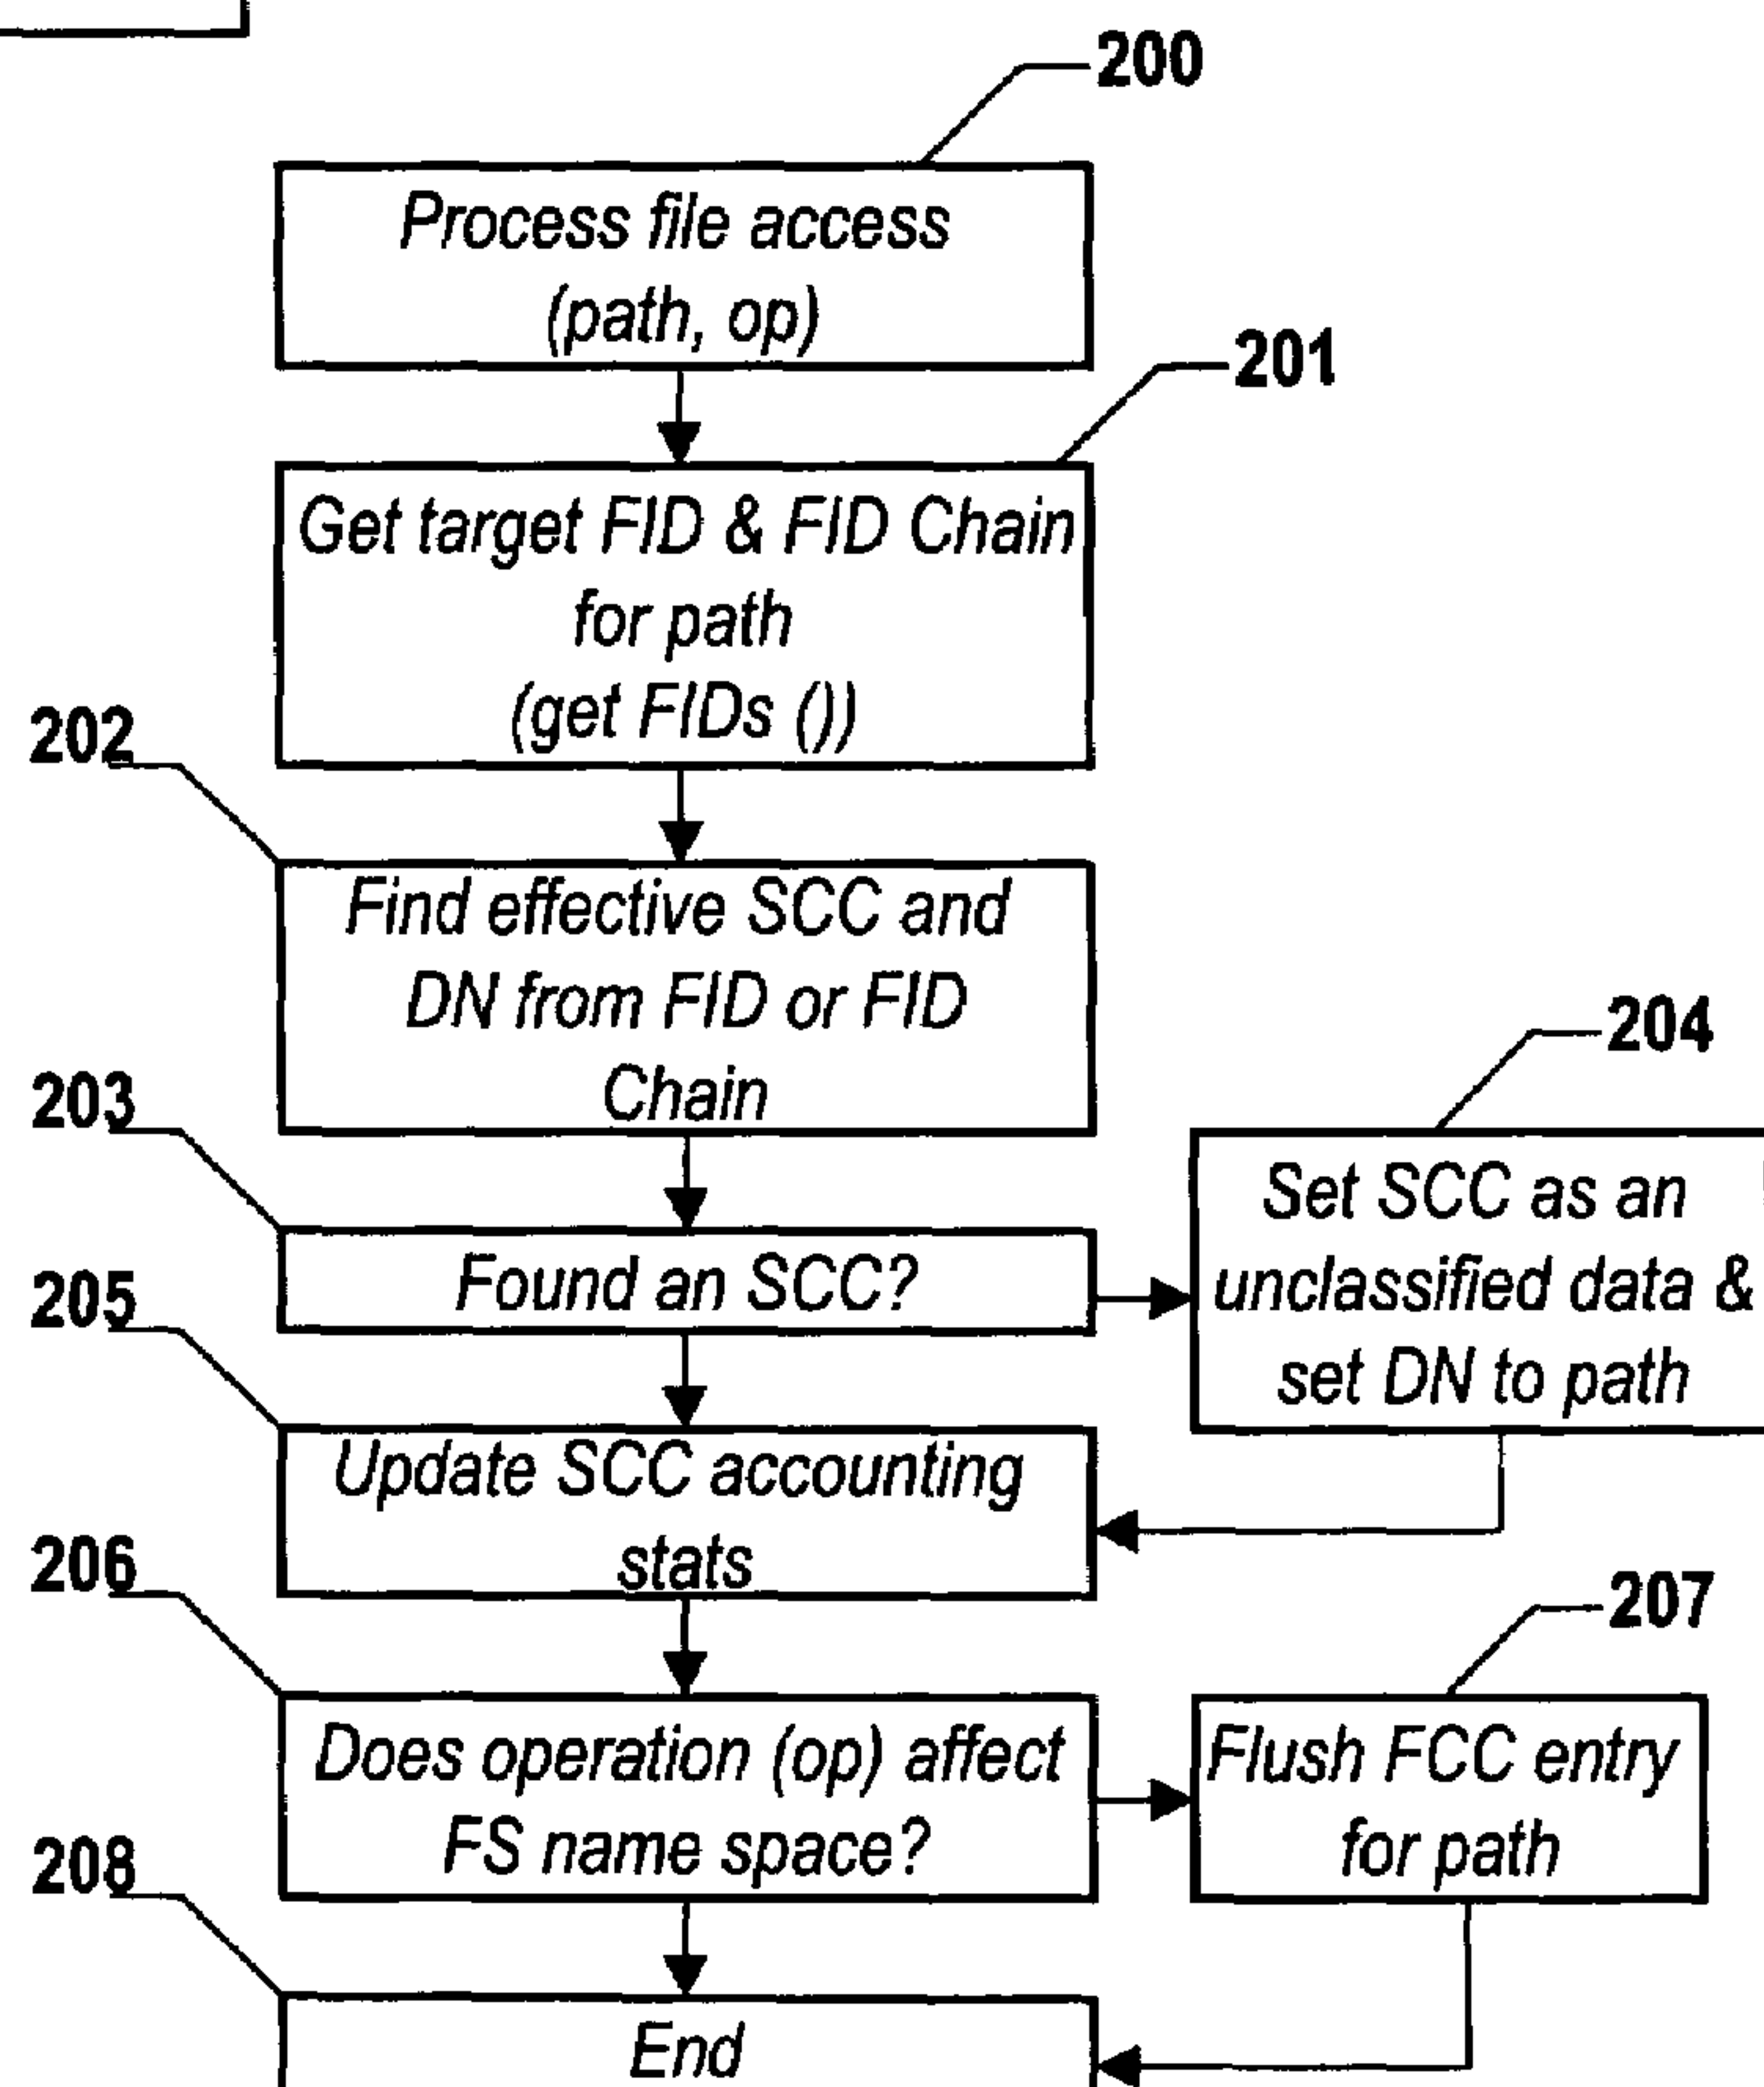 200
Process file access
(path, op)
201
Get target FID & FID Chain
for path
(get FIDs ())
202
Find effective SCC and
DN from FID or FID
Chain
203
Found an SCC?
204
Set SCC as an
unclassified data &
set DN to path
205
Update SCC accounting
stats
206
Does operation (op) affect
FS name space?
207
Flush FCC entry
for path
208
End